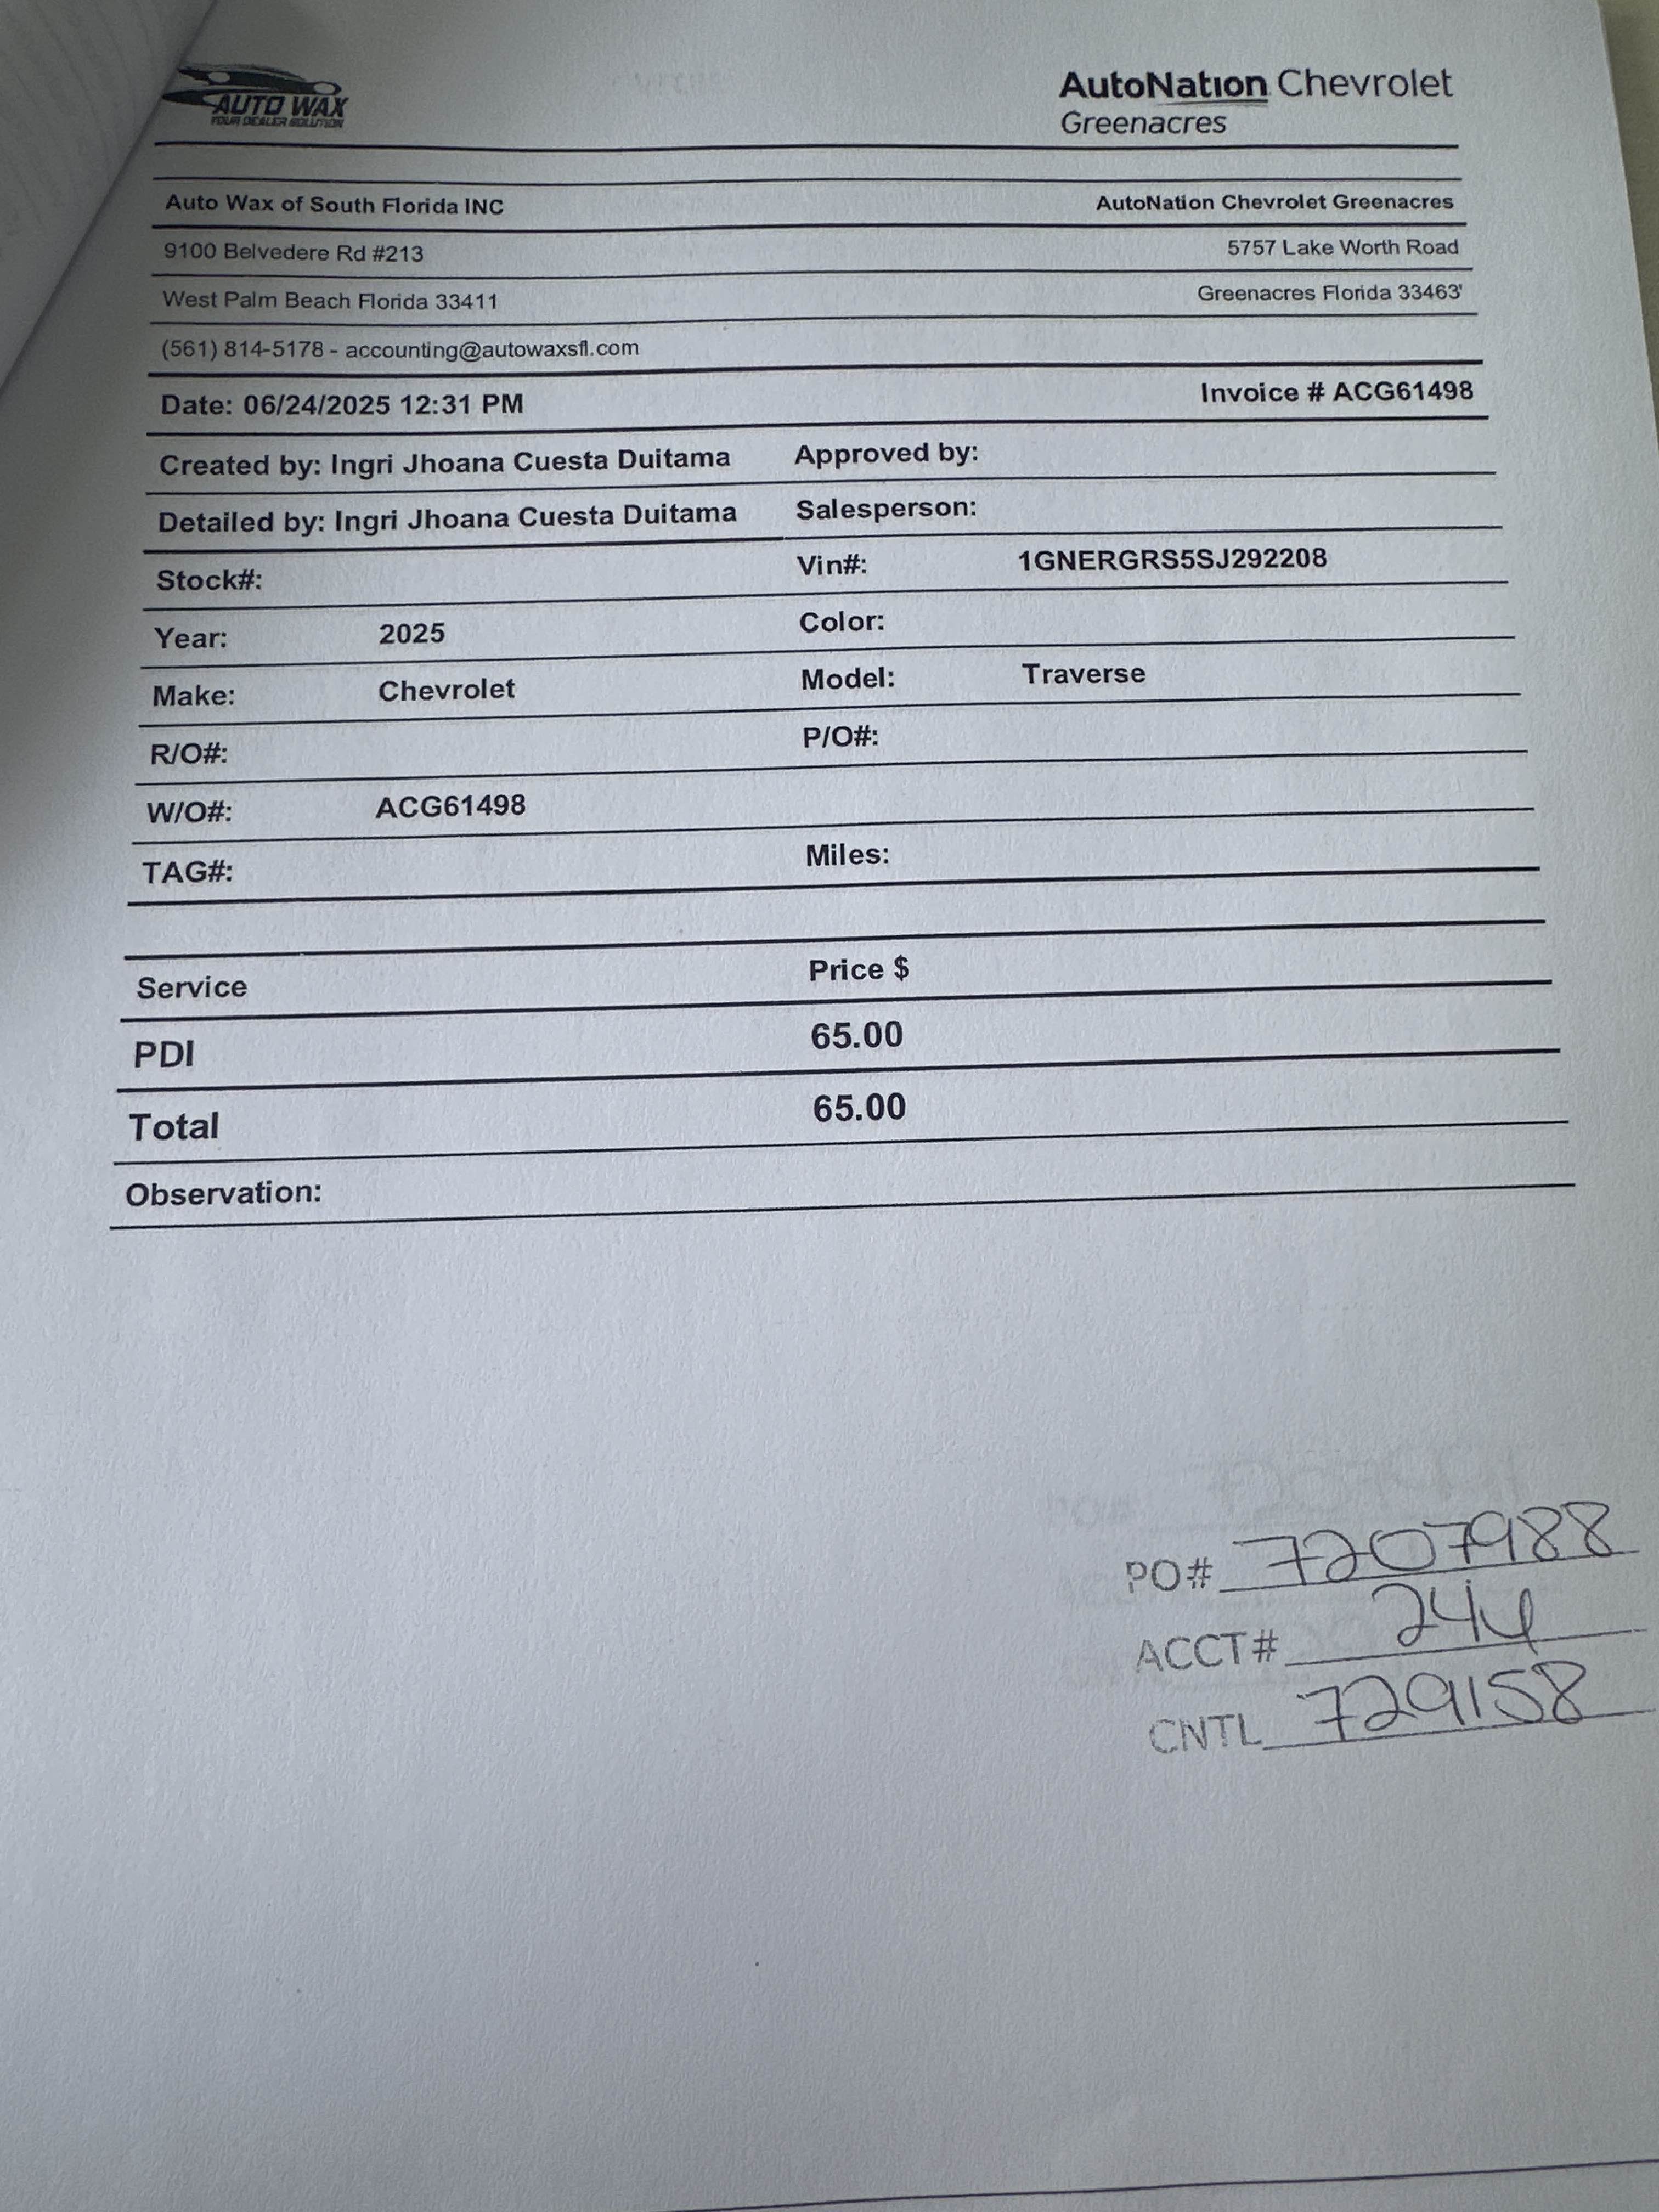 AUTO WAX
YOUR DEALER SOLUTION
AutoNation Chevrolet
Greenacres
Auto Wax of South Florida INC AutoNation Chevrolet Greenacres
9100 Belvedere Rd #213 5757 Lake Worth Road
West Palm Beach Florida 33411 Greenacres Florida 33463'
(561) 814-5178 - accounting@autowaxsfl.com
Date: 06/24/2025 12:31 PM Invoice # ACG61498
Created by: Ingri Jhoana Cuesta Duitama Approved by:
Detailed by: Ingri Jhoana Cuesta Duitama Salesperson:
Stock#: Vin#: 1GNERGRS5SJ292208
Year: 2025 Color:
Make: Chevrolet Model: Traverse
R/O#: P/O#:
W/O#: ACG61498
TAG#: Miles:
Service Price $
PDI 65.00
Total 65.00
Observation:
PO# 7207988
ACCT# 244
CNTL 729158